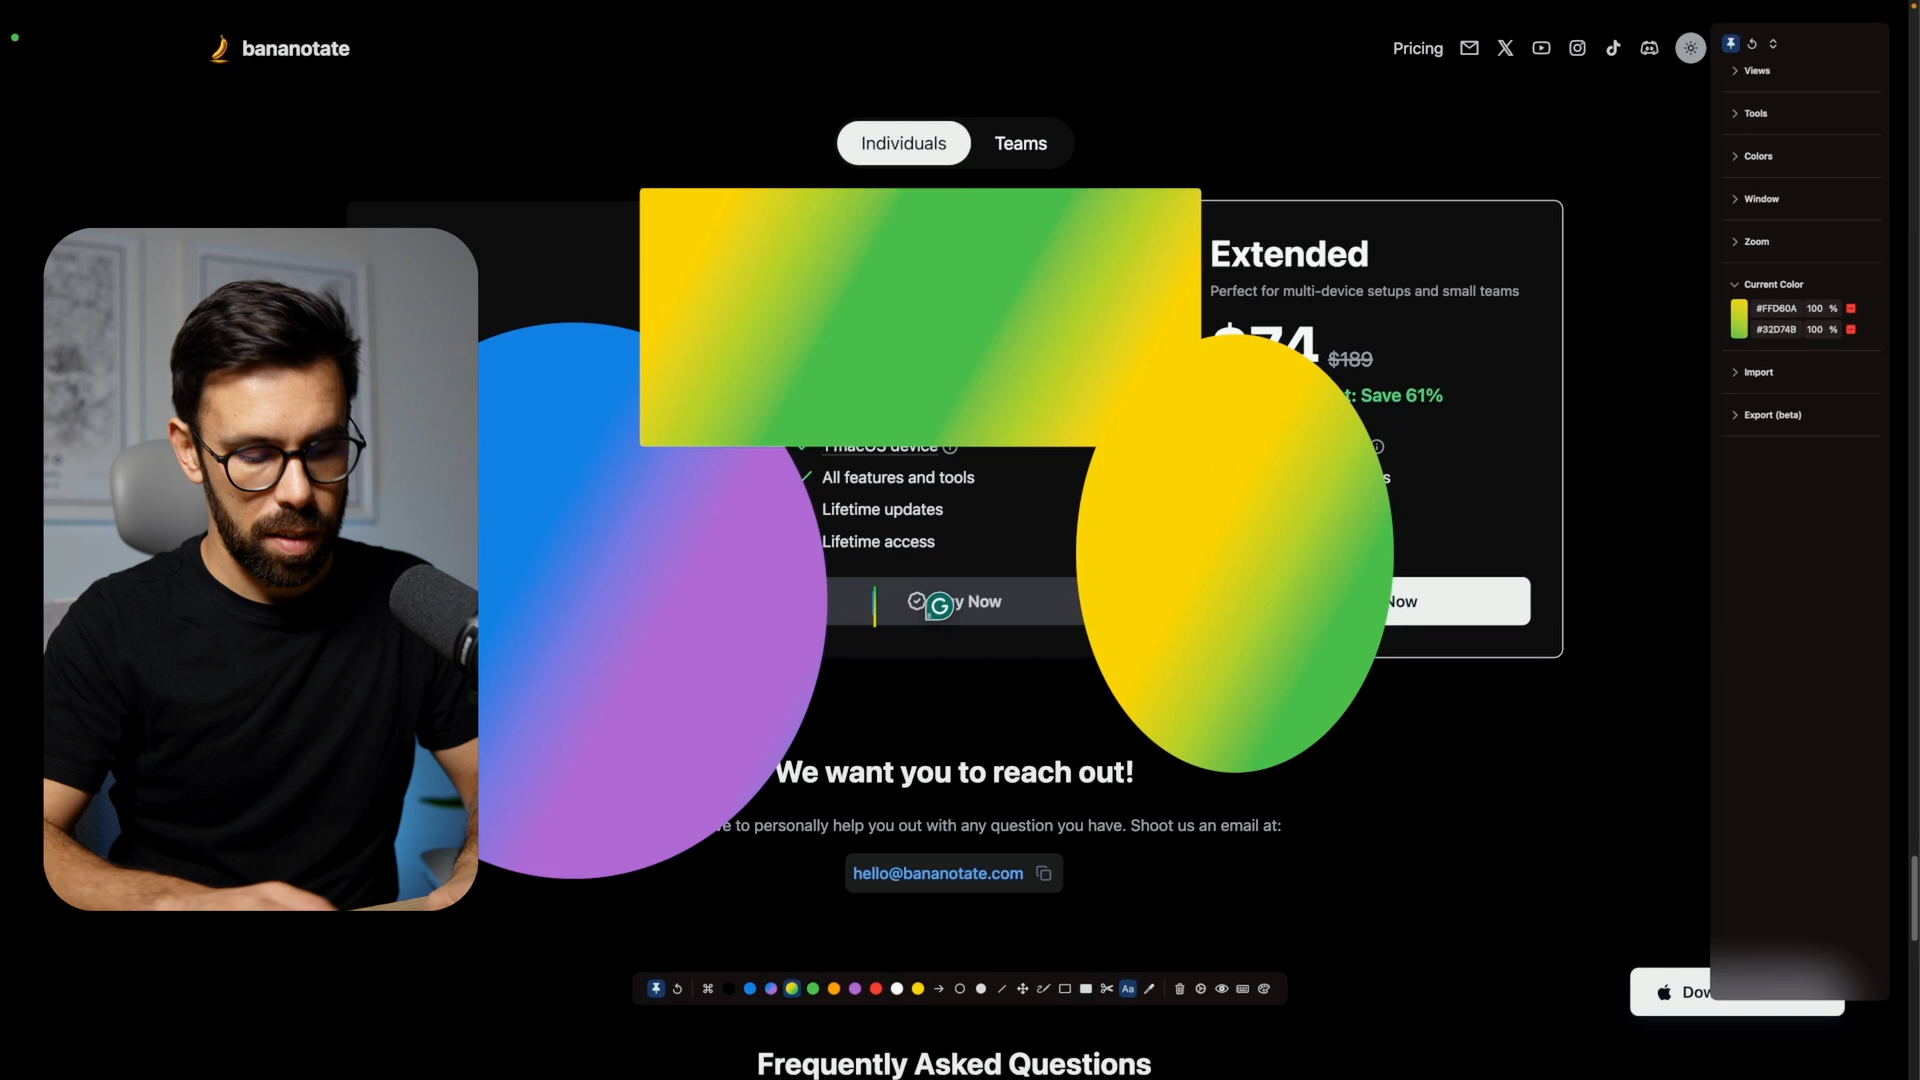 bananotate
Pricing
Individuals
Teams
Extended
Perfect for multi-device setups and small teams
$189
: Save 61%
macOS device
All features and tools
Lifetime updates
Lifetime access
y Now
Now
We want you to reach out!
to personally help you out with any question you have. Shoot us an email at:
hello@bananotate.com
Frequently Asked Questions
Views
Tools
Colors
Window
Zoom
Current Color
#FFD60A 100 %
#32D74B 100 %
Import
Export (beta)
Aa